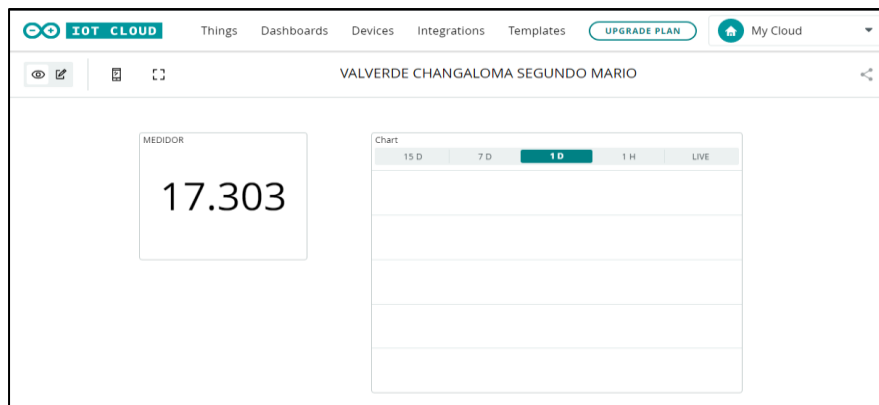 IOT CLOUD Things Dashboards Devices Integrations Templates UPGRADE PLAN My Cloud
VALVERDE CHANGALOMA SEGUNDO MARIO
MEDIDOR
17.303
Chart
15 D 7 D 1 D 1 H LIVE